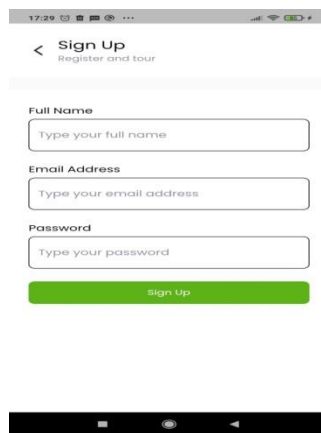 17:29
Sign Up
Register and tour
Full Name
Type your full name
Email Address
Type your email address
Password
Type your password
Sign Up